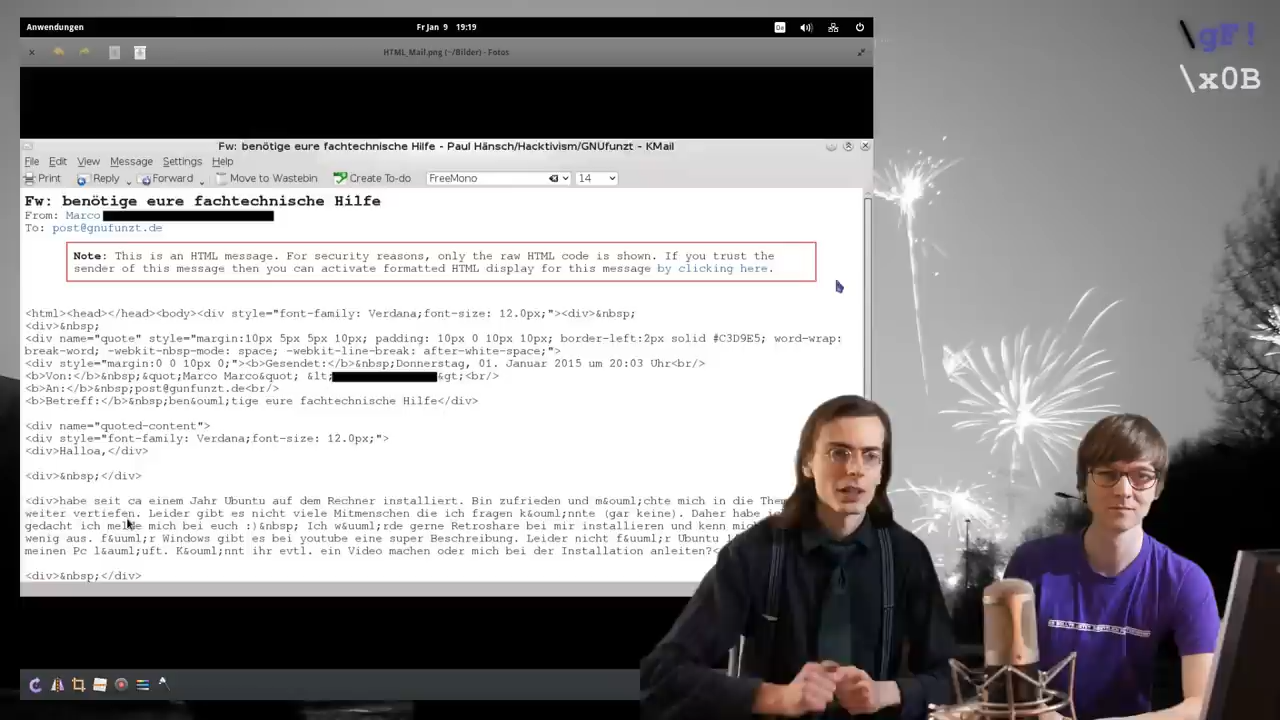 Anwendungen
Fr Jan 9 19:19
De
\gF!
\x0B
HTML_Mail.png (~/Bilder) - Fotos
Fw: benötige eure fachtechnische Hilfe - Paul Hänsch/Hacktivism/GNUfunzt - KMail
File Edit View Message Settings Help
Print Reply Forward Move to Wastebin Create To-do FreeMono 14
Fw: benötige eure fachtechnische Hilfe
From: Marco
To: post@gnufunzt.de
Note: This is an HTML message. For security reasons, only the raw HTML code is shown. If you trust the
sender of this message then you can activate formatted HTML display for this message by clicking here.
<html><head></head><body><div style="font-family: Verdana;font-size: 12.0px;"><div>&nbsp;
<div>&nbsp;
<div name="quote" style="margin:10px 5px 5px 10px; padding: 10px 0 10px 10px; border-left:2px solid #C3D9E5; word-wrap:
break-word; -webkit-nbsp-mode: space; -webkit-line-break: after-white-space;">
<div style="margin:0 0 10px 0;"><b>Gesendet:</b>&nbsp;Donnerstag, 01. Januar 2015 um 20:03 Uhr<br/>
<b>Von:</b>&nbsp;&quot;Marco Marco&quot; &lt; &gt;<br/>
<b>An:</b>&nbsp;post@gunfunzt.de<br/>
<b>Betreff:</b>&nbsp;ben&ouml;tige eure fachtechnische Hilfe</div>
<div name="quoted-content">
<div style="font-family: Verdana;font-size: 12.0px;">
<div>Halloa,</div>
<div>&nbsp;</div>
<div>habe seit ca einem Jahr Ubuntu auf dem Rechner installiert. Bin zufrieden und m&ouml;chte mich in die
weiter vertiefen. Leider gibt es nicht viele Mitmenschen die ich fragen k&ouml;nnte (gar keine). Daher habe
gedacht ich melde mich bei euch :)&nbsp; Ich w&uuml;rde gerne Retroshare bei mir installieren und kenn mich
wenig aus. f&uuml;r Windows gibt es bei youtube eine super Beschreibung. Leider nicht f&uuml;r Ubuntu
meinen Pc l&auml;uft. K&ouml;nnt ihr evtl. ein Video machen oder mich bei der Installation anleiten?<
<div>&nbsp;</div>